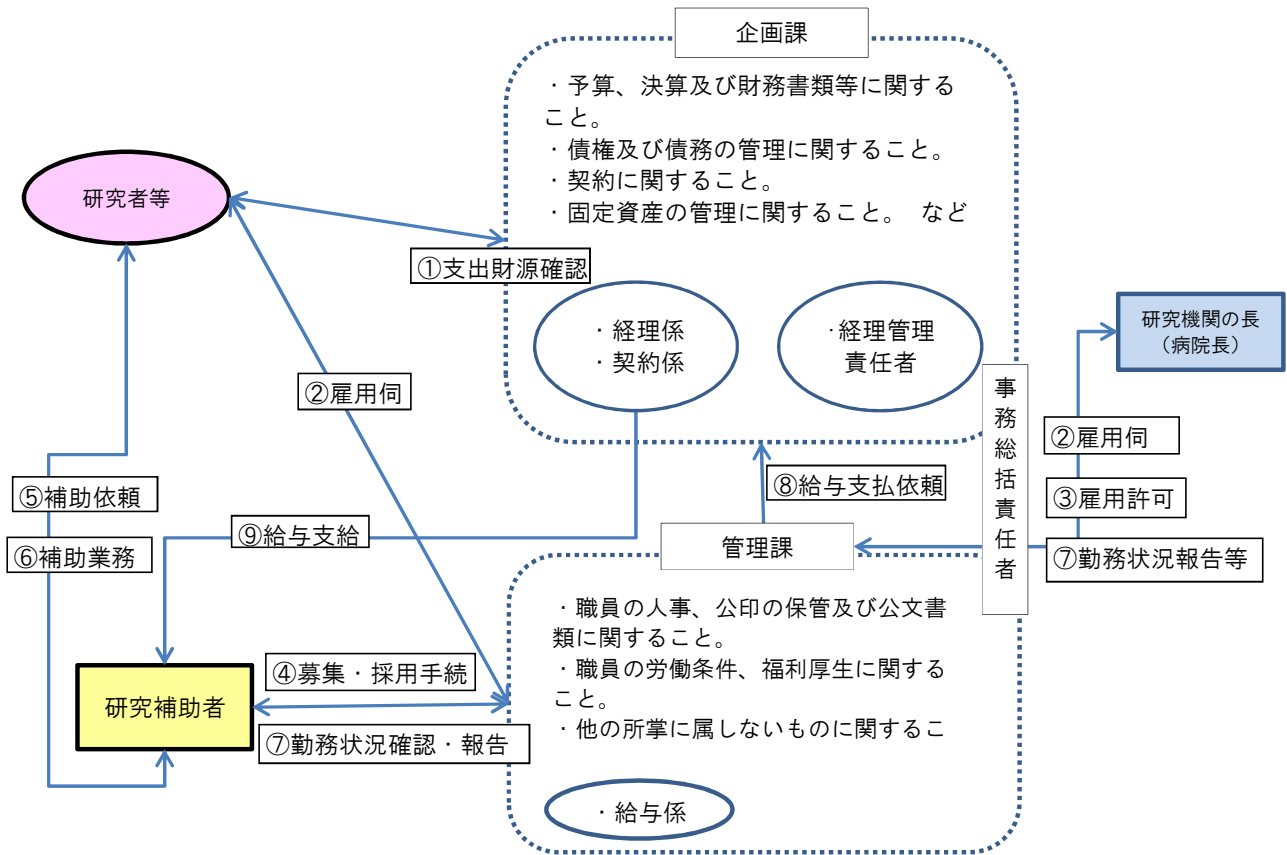 企画課
・予算、決算及び財務書類等に関する
こと。
・債権及び債務の管理に関すること。
・契約に関すること。
・固定資産の管理に関すること。 など
研究者等
①支出財源確認
・経理係
・契約係
・経理管理
責任者
研究機関の長
（病院長）
②雇用伺
事務総括責任者
②雇用伺
⑤補助依頼
⑧給与支払依頼
③雇用許可
⑨給与支給
⑥補助業務
管理課
⑦勤務状況報告等
・職員の人事、公印の保管及び公文書
類に関すること。
・職員の労働条件、福利厚生に関する
こと。
・他の所掌に属しないものに関するこ
④募集・採用手続
研究補助者
⑦勤務状況確認・報告
・給与係